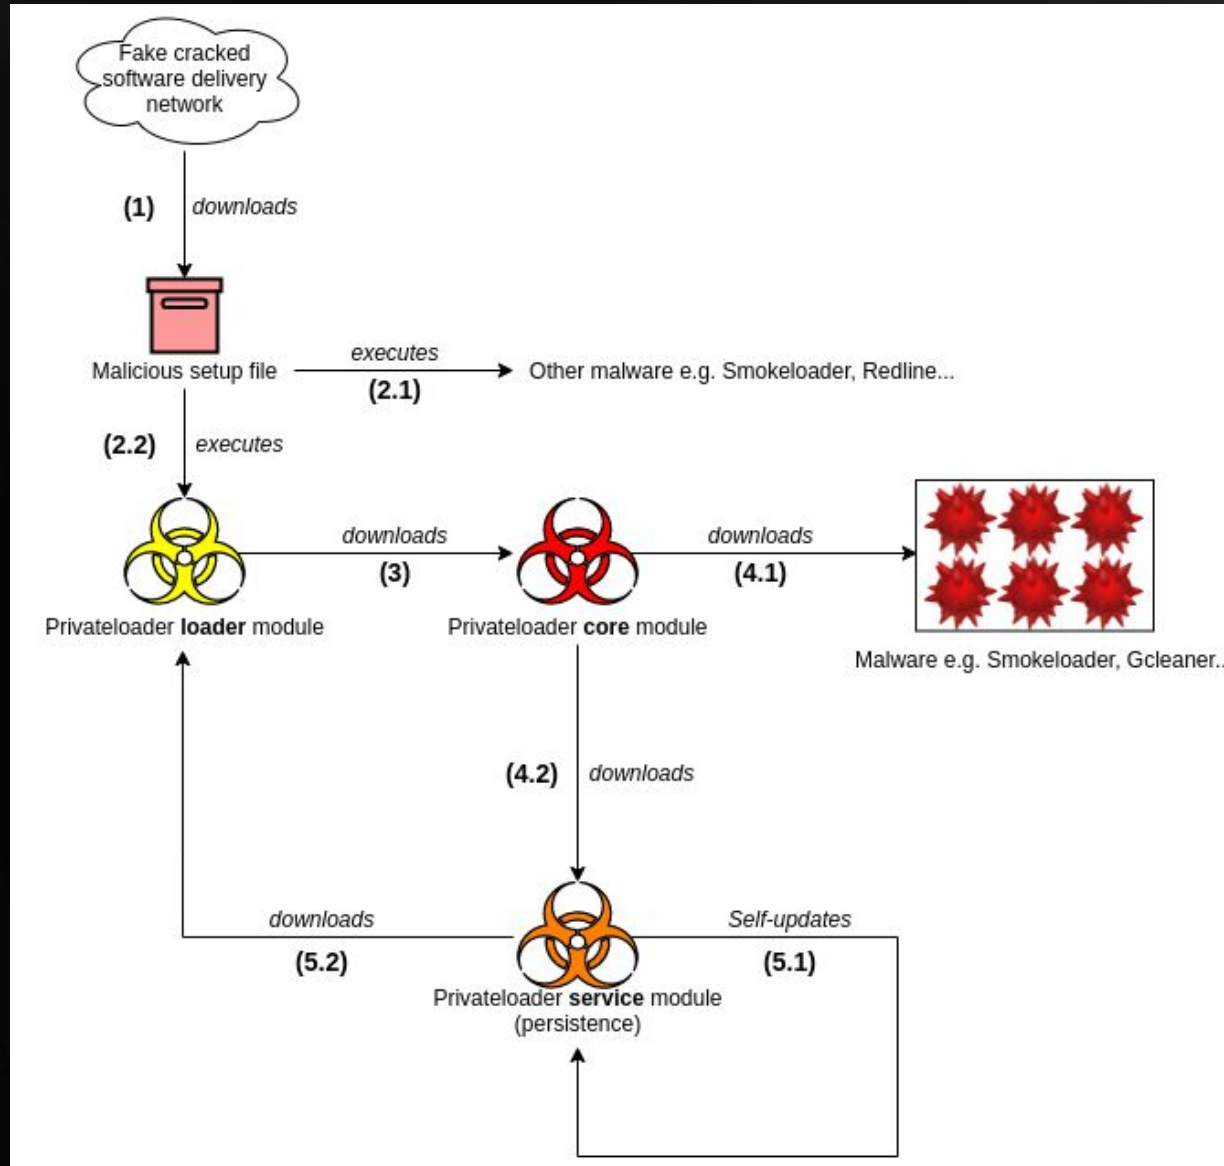 Fake cracked
software delivery
network
(1) downloads
Malicious setup file
executes
(2.1)
Other malware e.g. Smokeloader, Redline...
(2.2) executes
downloads
(3)
downloads
(4.1)
Privateloader loader module
Privateloader core module
Malware e.g. Smokeloader, Gcleaner..
(4.2) downloads
downloads
(5.2)
Self-updates
(5.1)
Privateloader service module
(persistence)